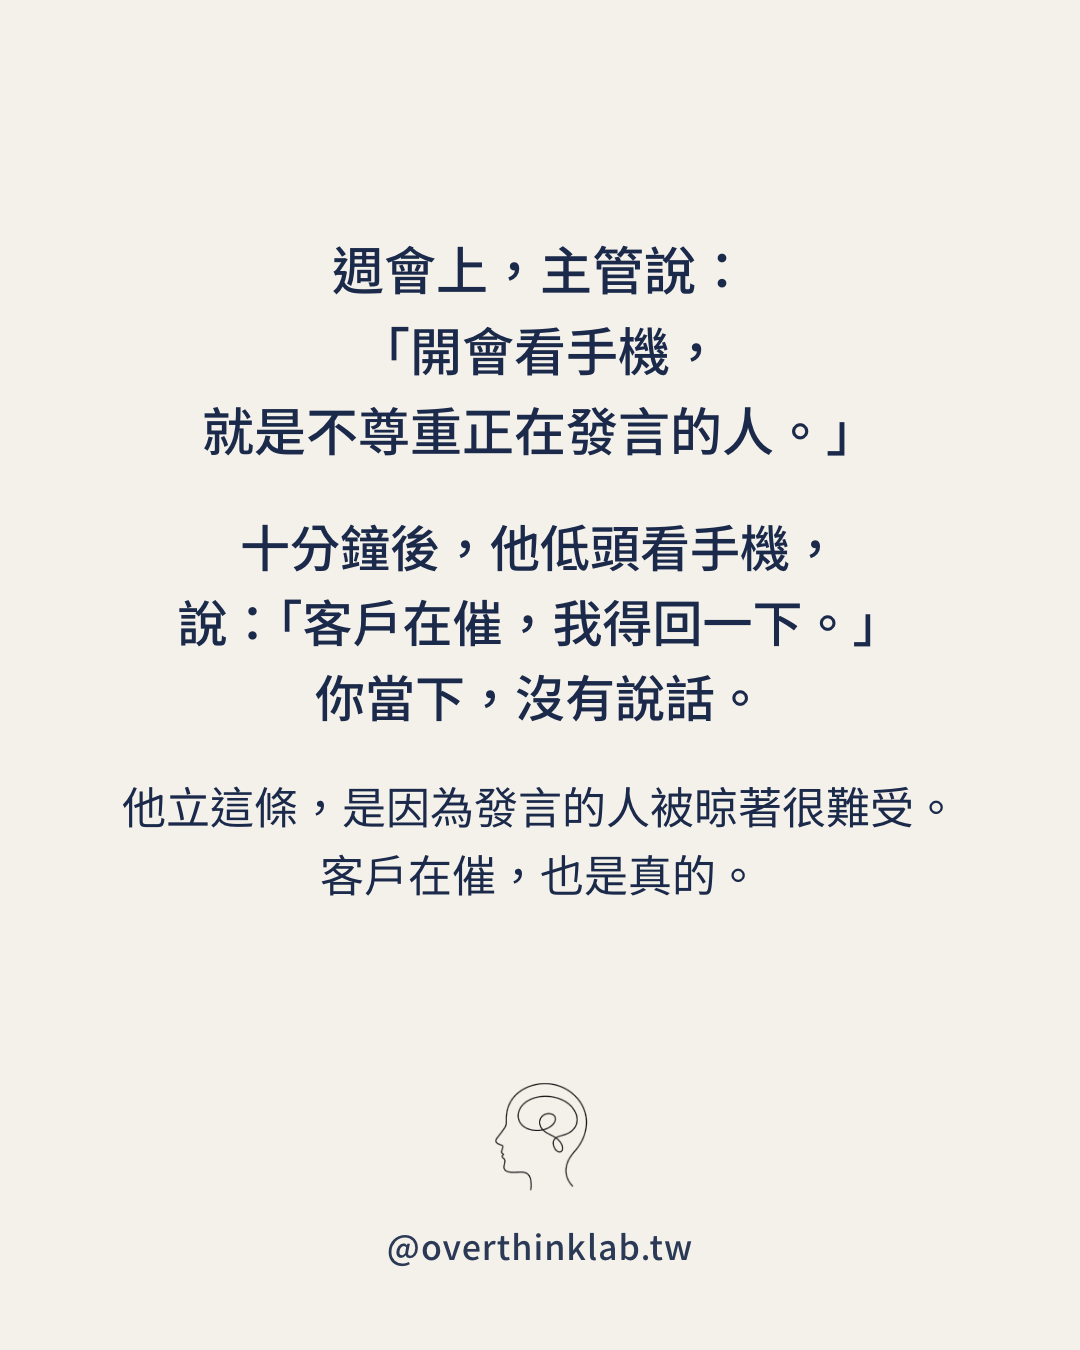 週會上，主管說：
「開會看手機，
就是不尊重正在發言的人。」
十分鐘後，他低頭看手機，
說：「客戶在催，我得回一下。」
你當下，沒有說話。
他立這條，是因為發言的人被晾著很難受。
客戶在催，也是真的。
@overthinklab.tw